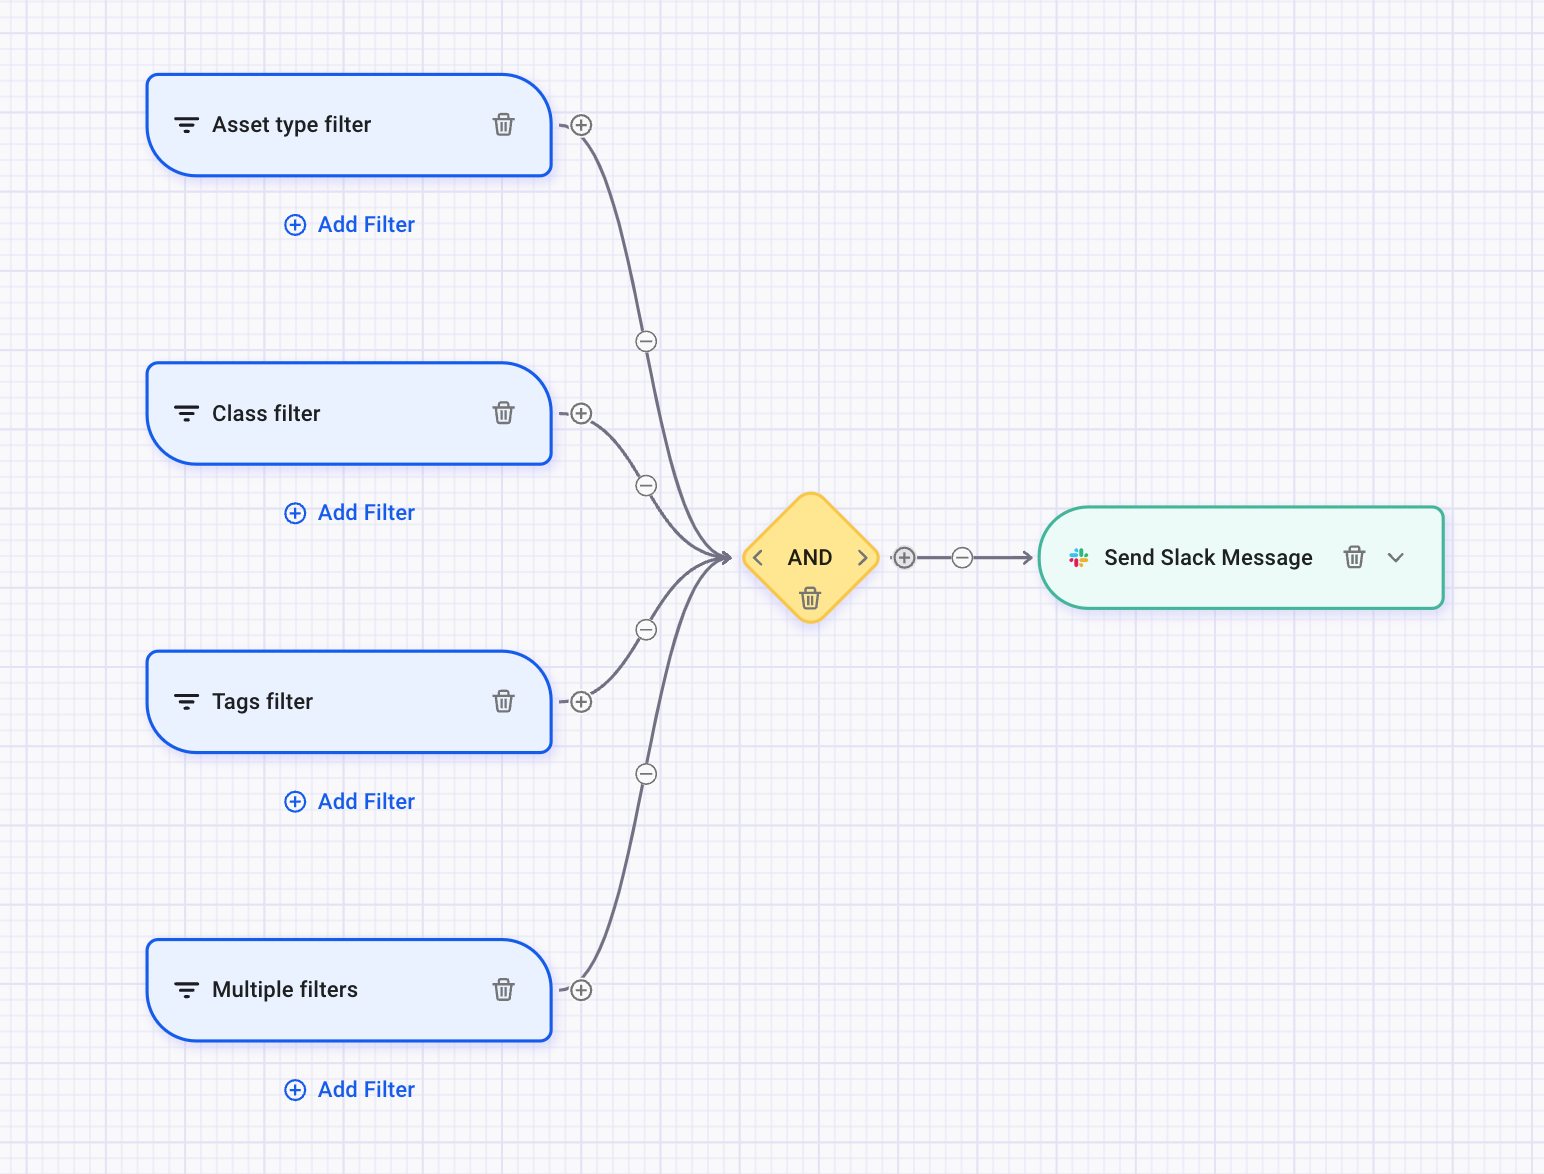 Asset type filter
Add Filter
Class filter
Add Filter
AND
Send Slack Message
Tags filter
Add Filter
Multiple filters
Add Filter